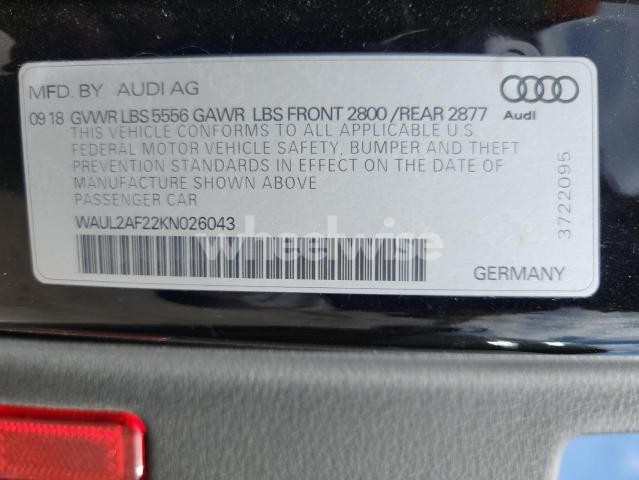 MFD. BY AUDI AG
09 18 GVWR LBS 5556 GAWR LBS FRONT 2800 / REAR 2877
Audi
THIS VEHICLE CONFORMS TO ALL APPLICABLE U.S.
FEDERAL MOTOR VEHICLE SAFETY, BUMPER AND THEFT
PREVENTION STANDARDS IN EFFECT ON THE DATE OF
MANUFACTURE SHOWN ABOVE
PASSENGER CAR
WAUL2AF22KN026043
wheelwise
3722095
GERMANY